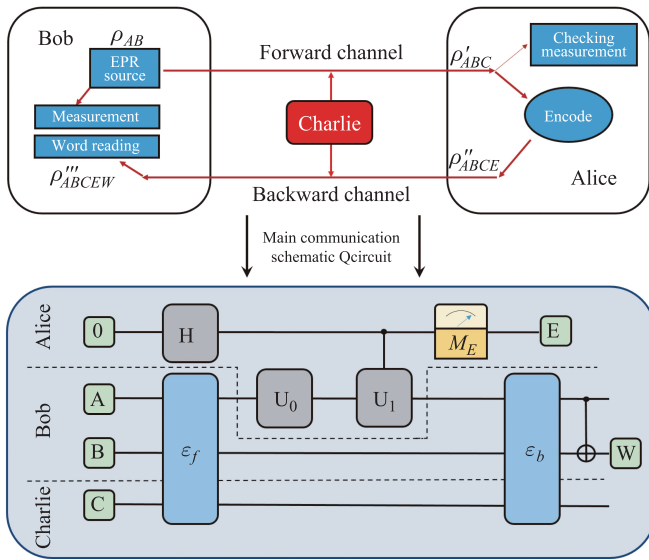 Bob
ρ_AB
EPR
source
Measurement
Word reading
ρ'''_ABCEW
Forward channel
Charlie
Backward channel
ρ'_ABC
Checking
measurement
Encode
ρ''_ABCE
Alice
Main communication
schematic Qcircuit
Alice
0
H
M_E
E
Bob
A
U_0
U_1
B
ε_f
ε_b
W
Charlie
C